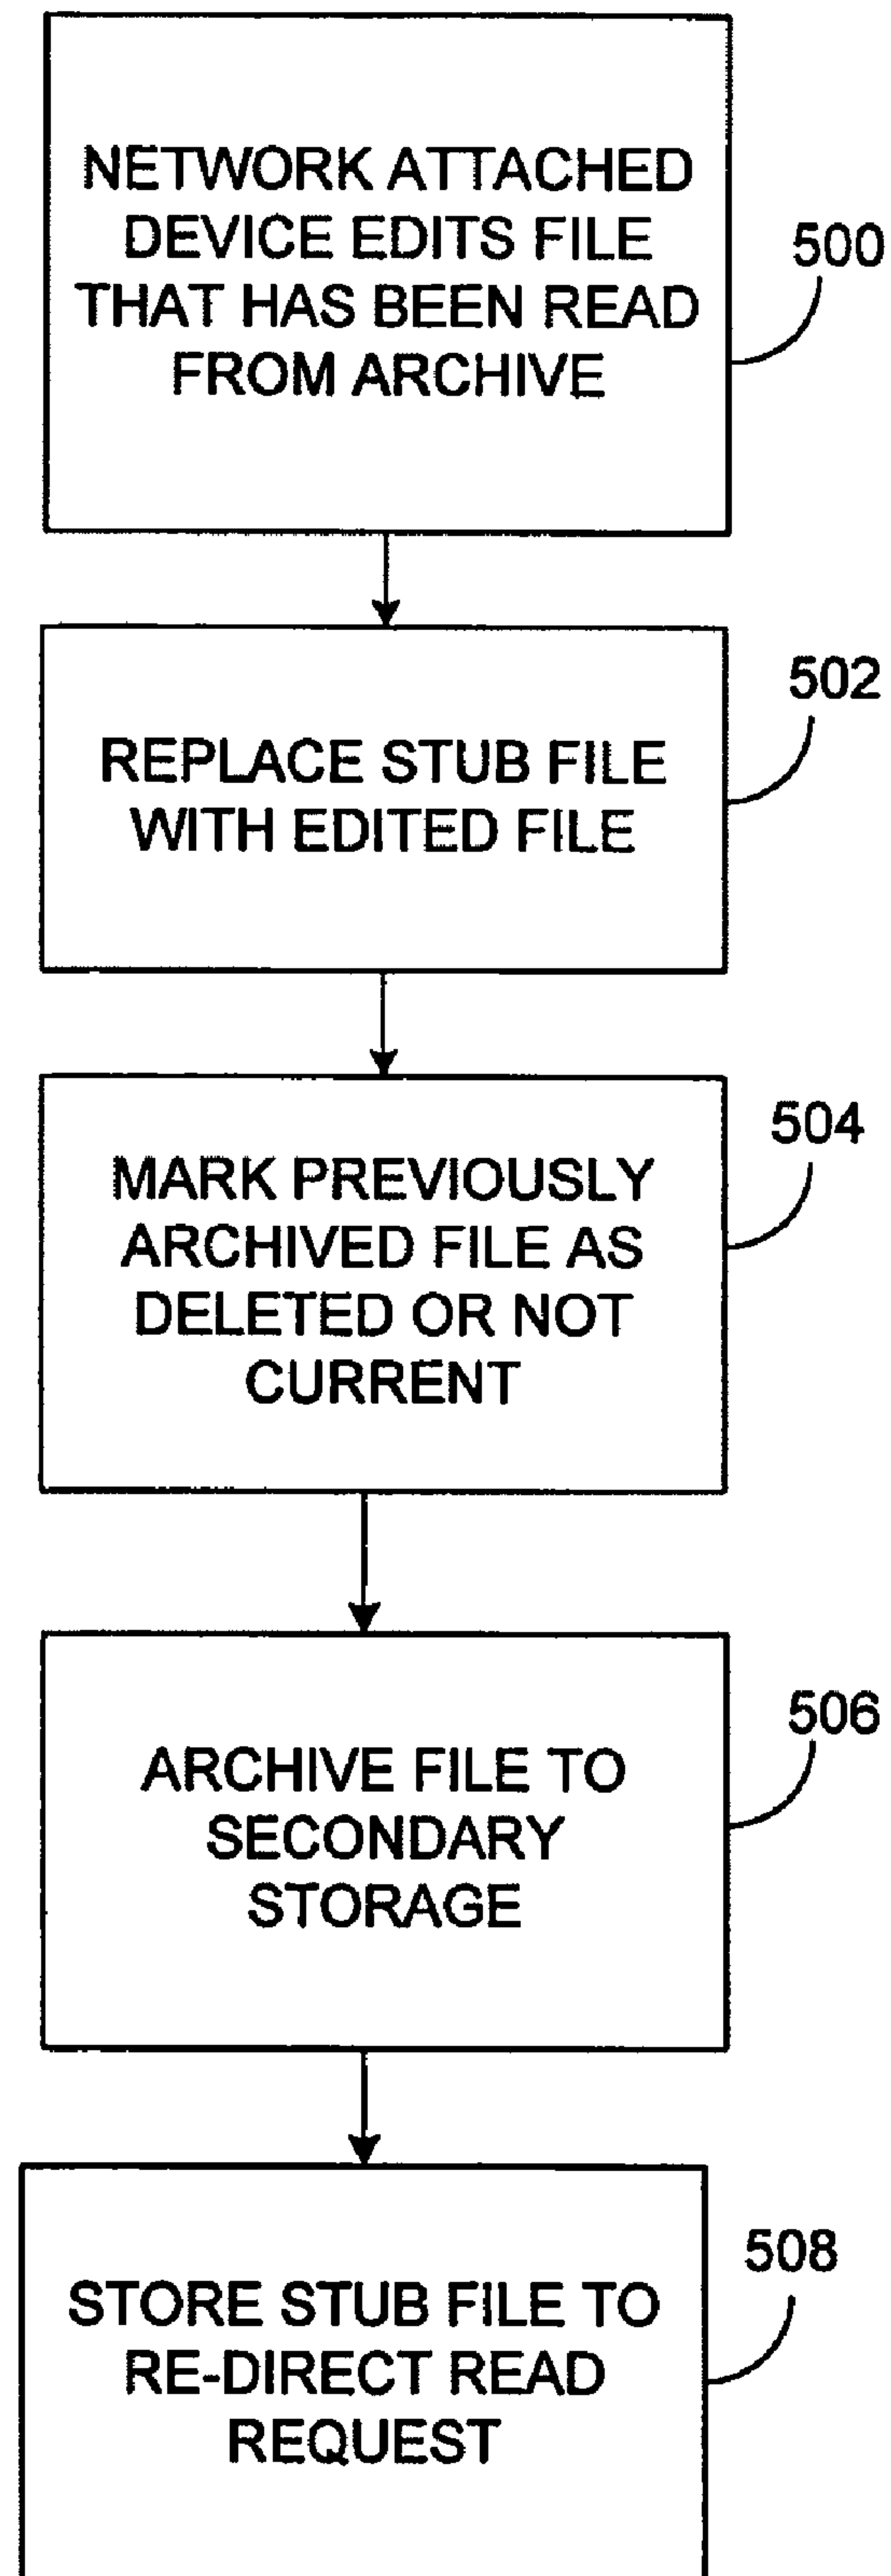 NETWORK ATTACHED
DEVICE EDITS FILE
THAT HAS BEEN READ
FROM ARCHIVE
500
REPLACE STUB FILE
WITH EDITED FILE
502
MARK PREVIOUSLY
ARCHIVED FILE AS
DELETED OR NOT
CURRENT
504
ARCHIVE FILE TO
SECONDARY
STORAGE
506
STORE STUB FILE TO
RE-DIRECT READ
REQUEST
508